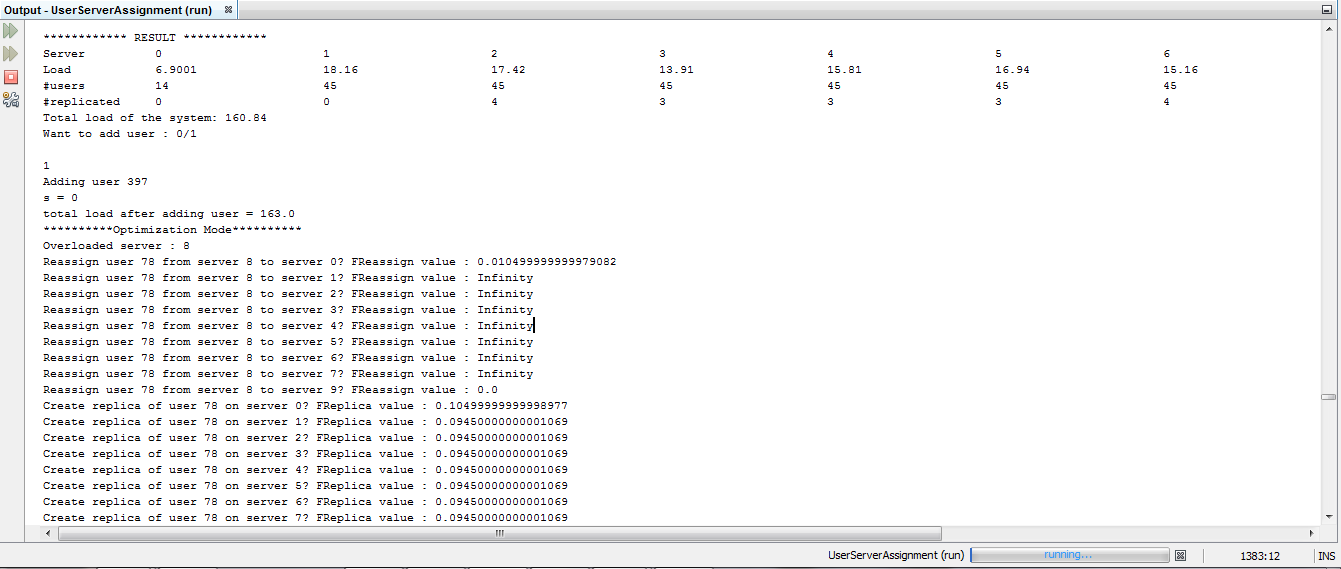 Output - UserServerAssignment (run)
************ RESULT ************
Server 0 1 2 3 4 5 6
Load 6.9001 18.16 17.42 13.91 15.81 16.94 15.16
#users 14 45 45 45 45 45 45
#replicated 0 0 4 3 3 3 4
Total load of the system: 160.84
Want to add user : 0/1
1
Adding user 397
s = 0
total load after adding user = 163.0
**********Optimization Mode**********
Overloaded server : 8
Reassign user 78 from server 8 to server 0? FReassign value : 0.010499999999979082
Reassign user 78 from server 8 to server 1? FReassign value : Infinity
Reassign user 78 from server 8 to server 2? FReassign value : Infinity
Reassign user 78 from server 8 to server 3? FReassign value : Infinity
Reassign user 78 from server 8 to server 4? FReassign value : Infinity
Reassign user 78 from server 8 to server 5? FReassign value : Infinity
Reassign user 78 from server 8 to server 6? FReassign value : Infinity
Reassign user 78 from server 8 to server 7? FReassign value : Infinity
Reassign user 78 from server 8 to server 9? FReassign value : 0.0
Create replica of user 78 on server 0? FReplica value : 0.10499999999998977
Create replica of user 78 on server 1? FReplica value : 0.09450000000001069
Create replica of user 78 on server 2? FReplica value : 0.09450000000001069
Create replica of user 78 on server 3? FReplica value : 0.09450000000001069
Create replica of user 78 on server 4? FReplica value : 0.09450000000001069
Create replica of user 78 on server 5? FReplica value : 0.09450000000001069
Create replica of user 78 on server 6? FReplica value : 0.09450000000001069
Create replica of user 78 on server 7? FReplica value : 0.09450000000001069
UserServerAssignment (run) running... 1383:12 INS